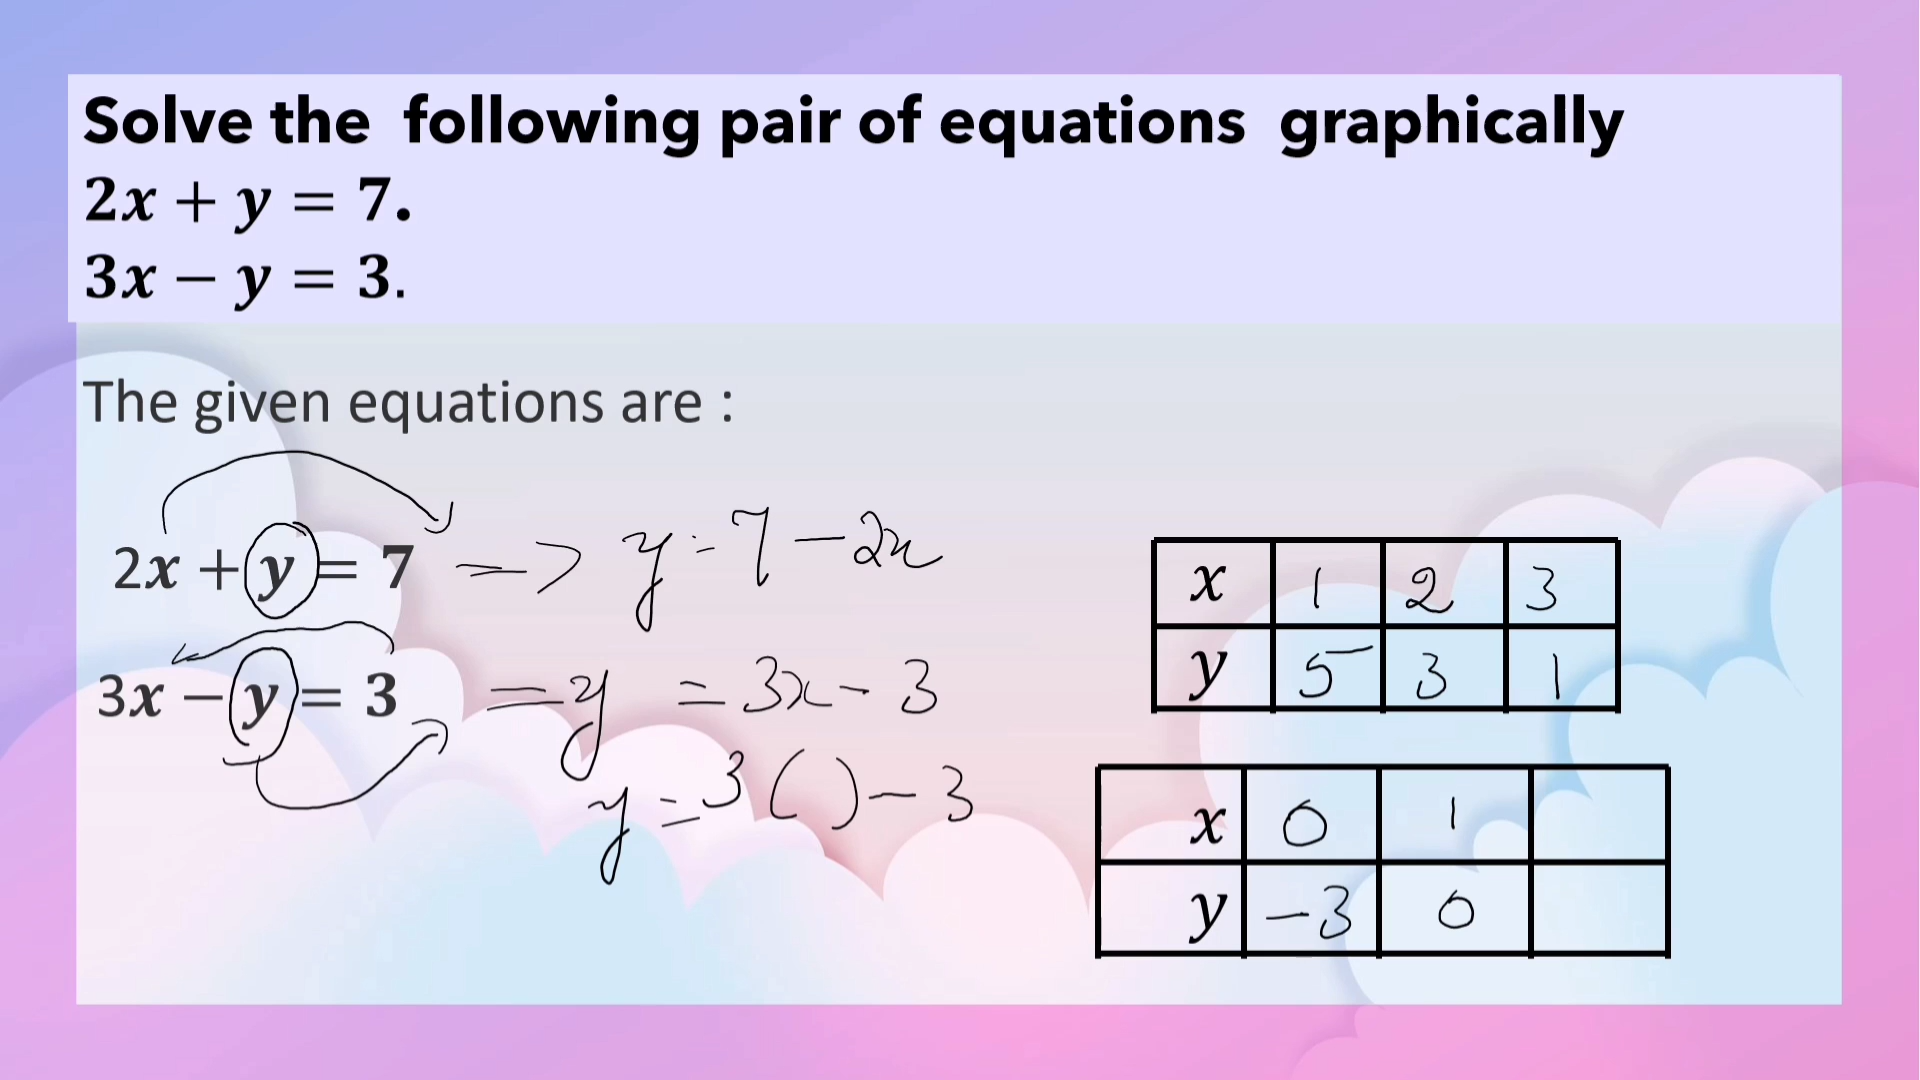 Solve the following pair of equations graphically
2x + y = 7.
3x − y = 3.
The given equations are :
2x + y = 7 => y = 7 − 2x
3x − y = 3 = y = 3x − 3
y = 3 ( ) − 3
x 1 2 3
y 5 3 1
x 0 1
y −3 0